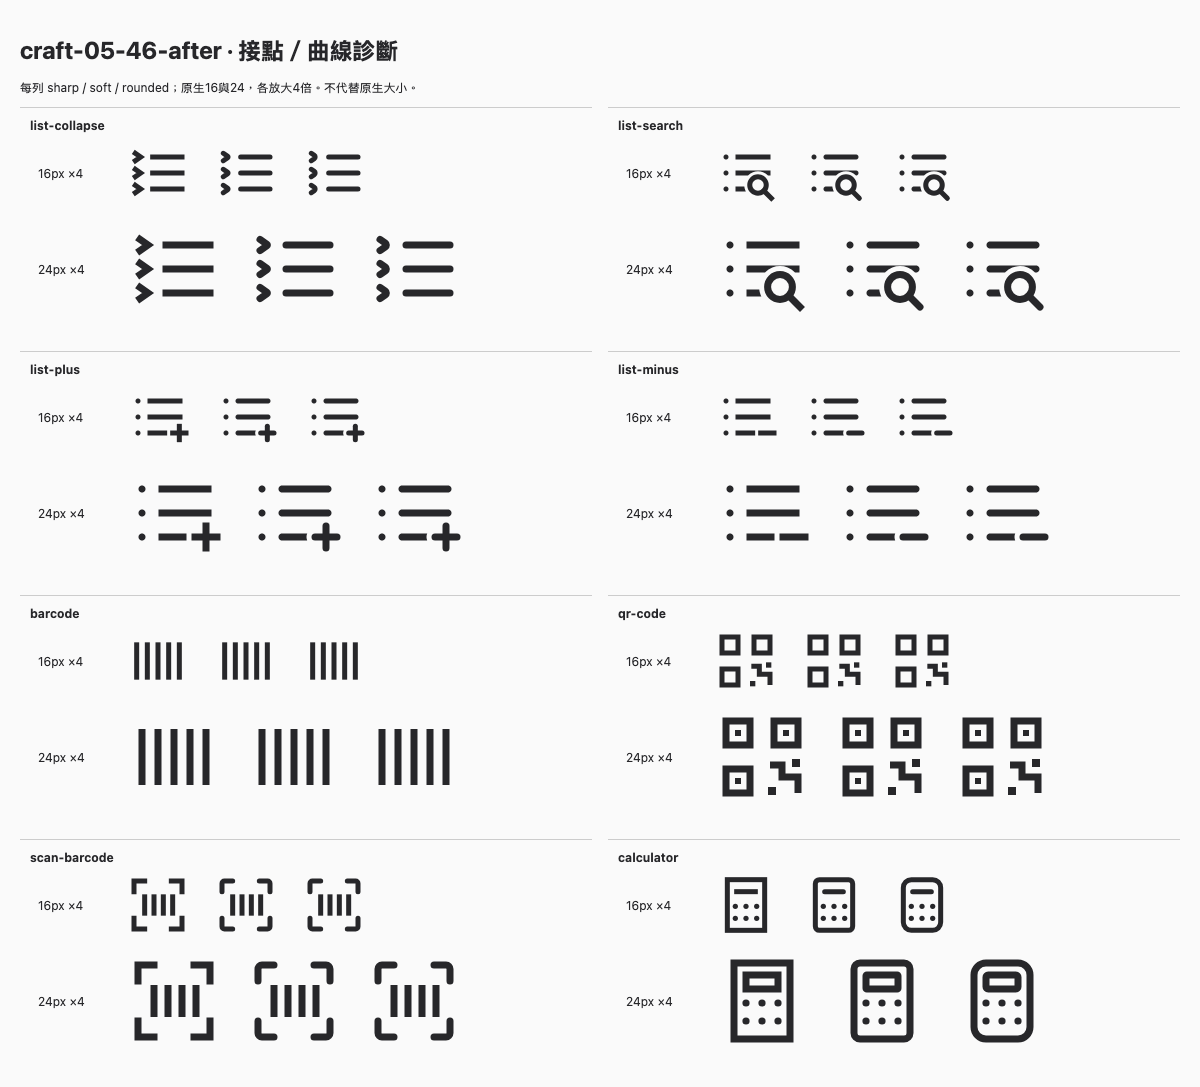 craft-05-46-after · 接點 / 曲線診斷
每列 sharp / soft / rounded；原生16與24，各放大4倍。不代替原生大小。
list-collapse
16px ×4
24px ×4
list-search
16px ×4
24px ×4
list-plus
16px ×4
24px ×4
list-minus
16px ×4
24px ×4
barcode
16px ×4
24px ×4
qr-code
16px ×4
24px ×4
scan-barcode
16px ×4
24px ×4
calculator
16px ×4
24px ×4